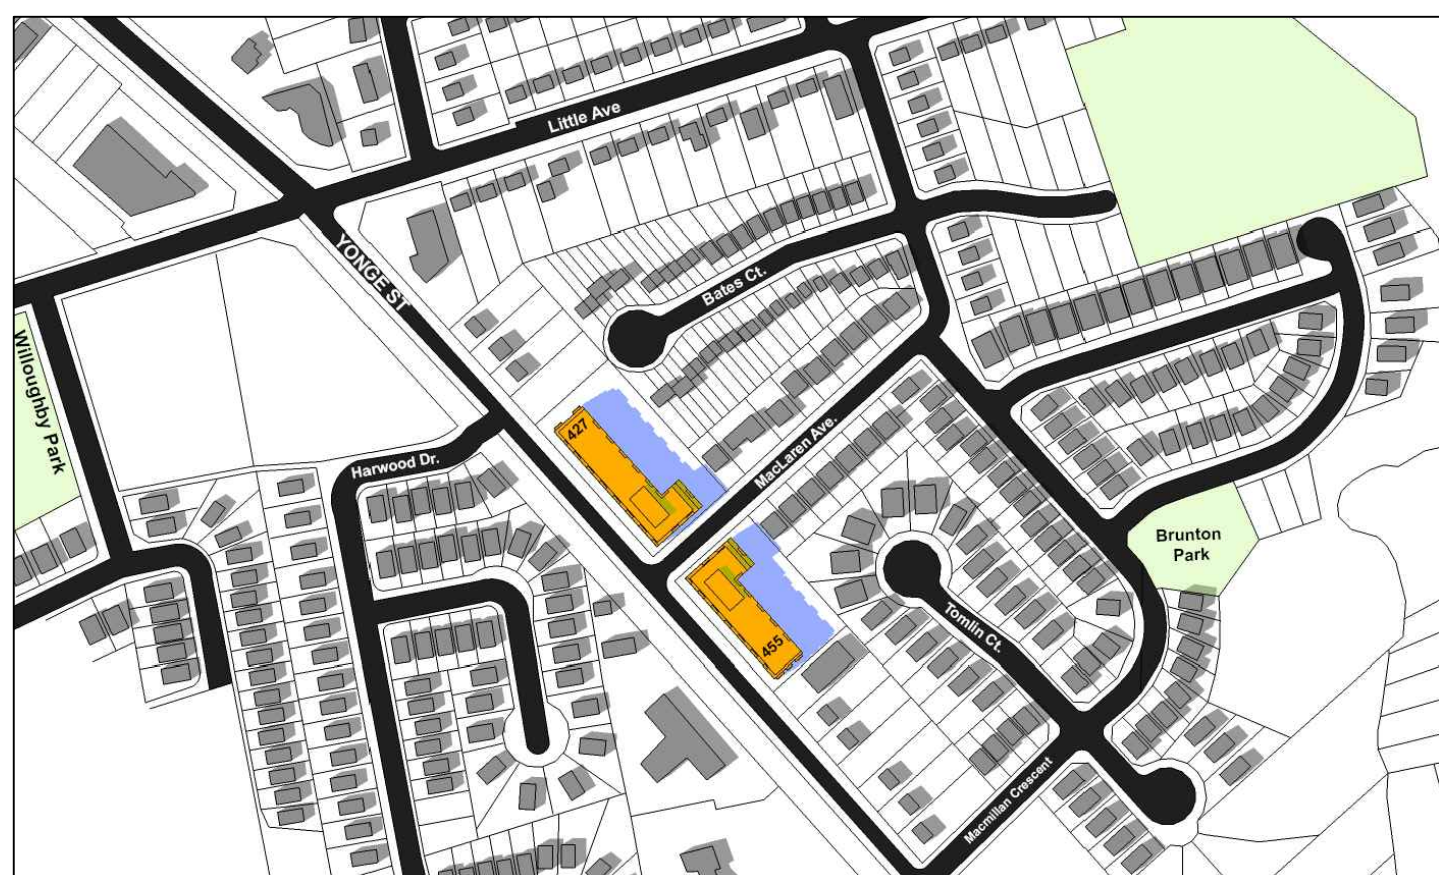 Little Ave
YONGE ST
Bates Ct.
Willoughby Park
427
MacLaren Ave.
Harwood Dr.
Brunton
Park
455
Tomlin Ct.
Macmillan Crescent